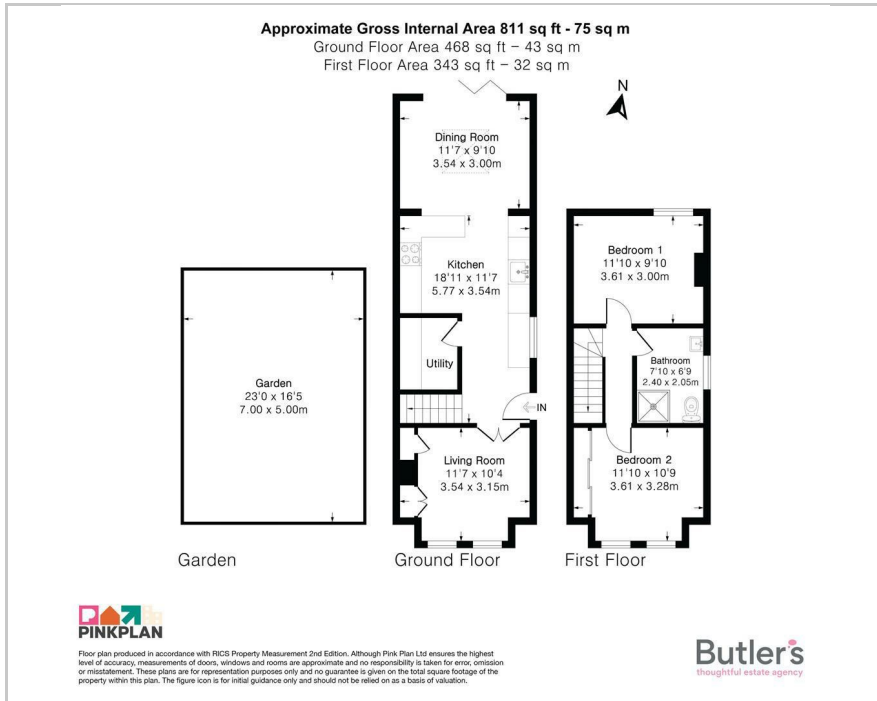 Approximate Gross Internal Area 811 sq ft - 75 sq m
Ground Floor Area 468 sq ft – 43 sq m
First Floor Area 343 sq ft – 32 sq m
N
Dining Room
11'7 x 9'10
3.54 x 3.00m
Kitchen
18'11 x 11'7
5.77 x 3.54m
Utility
IN
Living Room
11'7 x 10'4
3.54 x 3.15m
Bedroom 1
11'10 x 9'10
3.61 x 3.00m
Bathroom
7'10 x 6'9
2.40 x 2.05m
Bedroom 2
11'10 x 10'9
3.61 x 3.28m
Garden
23'0 x 16'5
7.00 x 5.00m
Garden
Ground Floor
First Floor
PINKPLAN
Floor plan produced in accordance with RICS Property Measurement 2nd Edition. Although Pink Plan Ltd ensures the highest
level of accuracy, measurements of doors, windows and rooms are approximate and no responsibility is taken for error, omission
or misstatement. These plans are for representation purposes only and no guarantee is given on the total square footage of the
property within this plan. The figure icon is for initial guidance only and should not be relied on as a basis of valuation.
Butler's
thoughtful estate agency